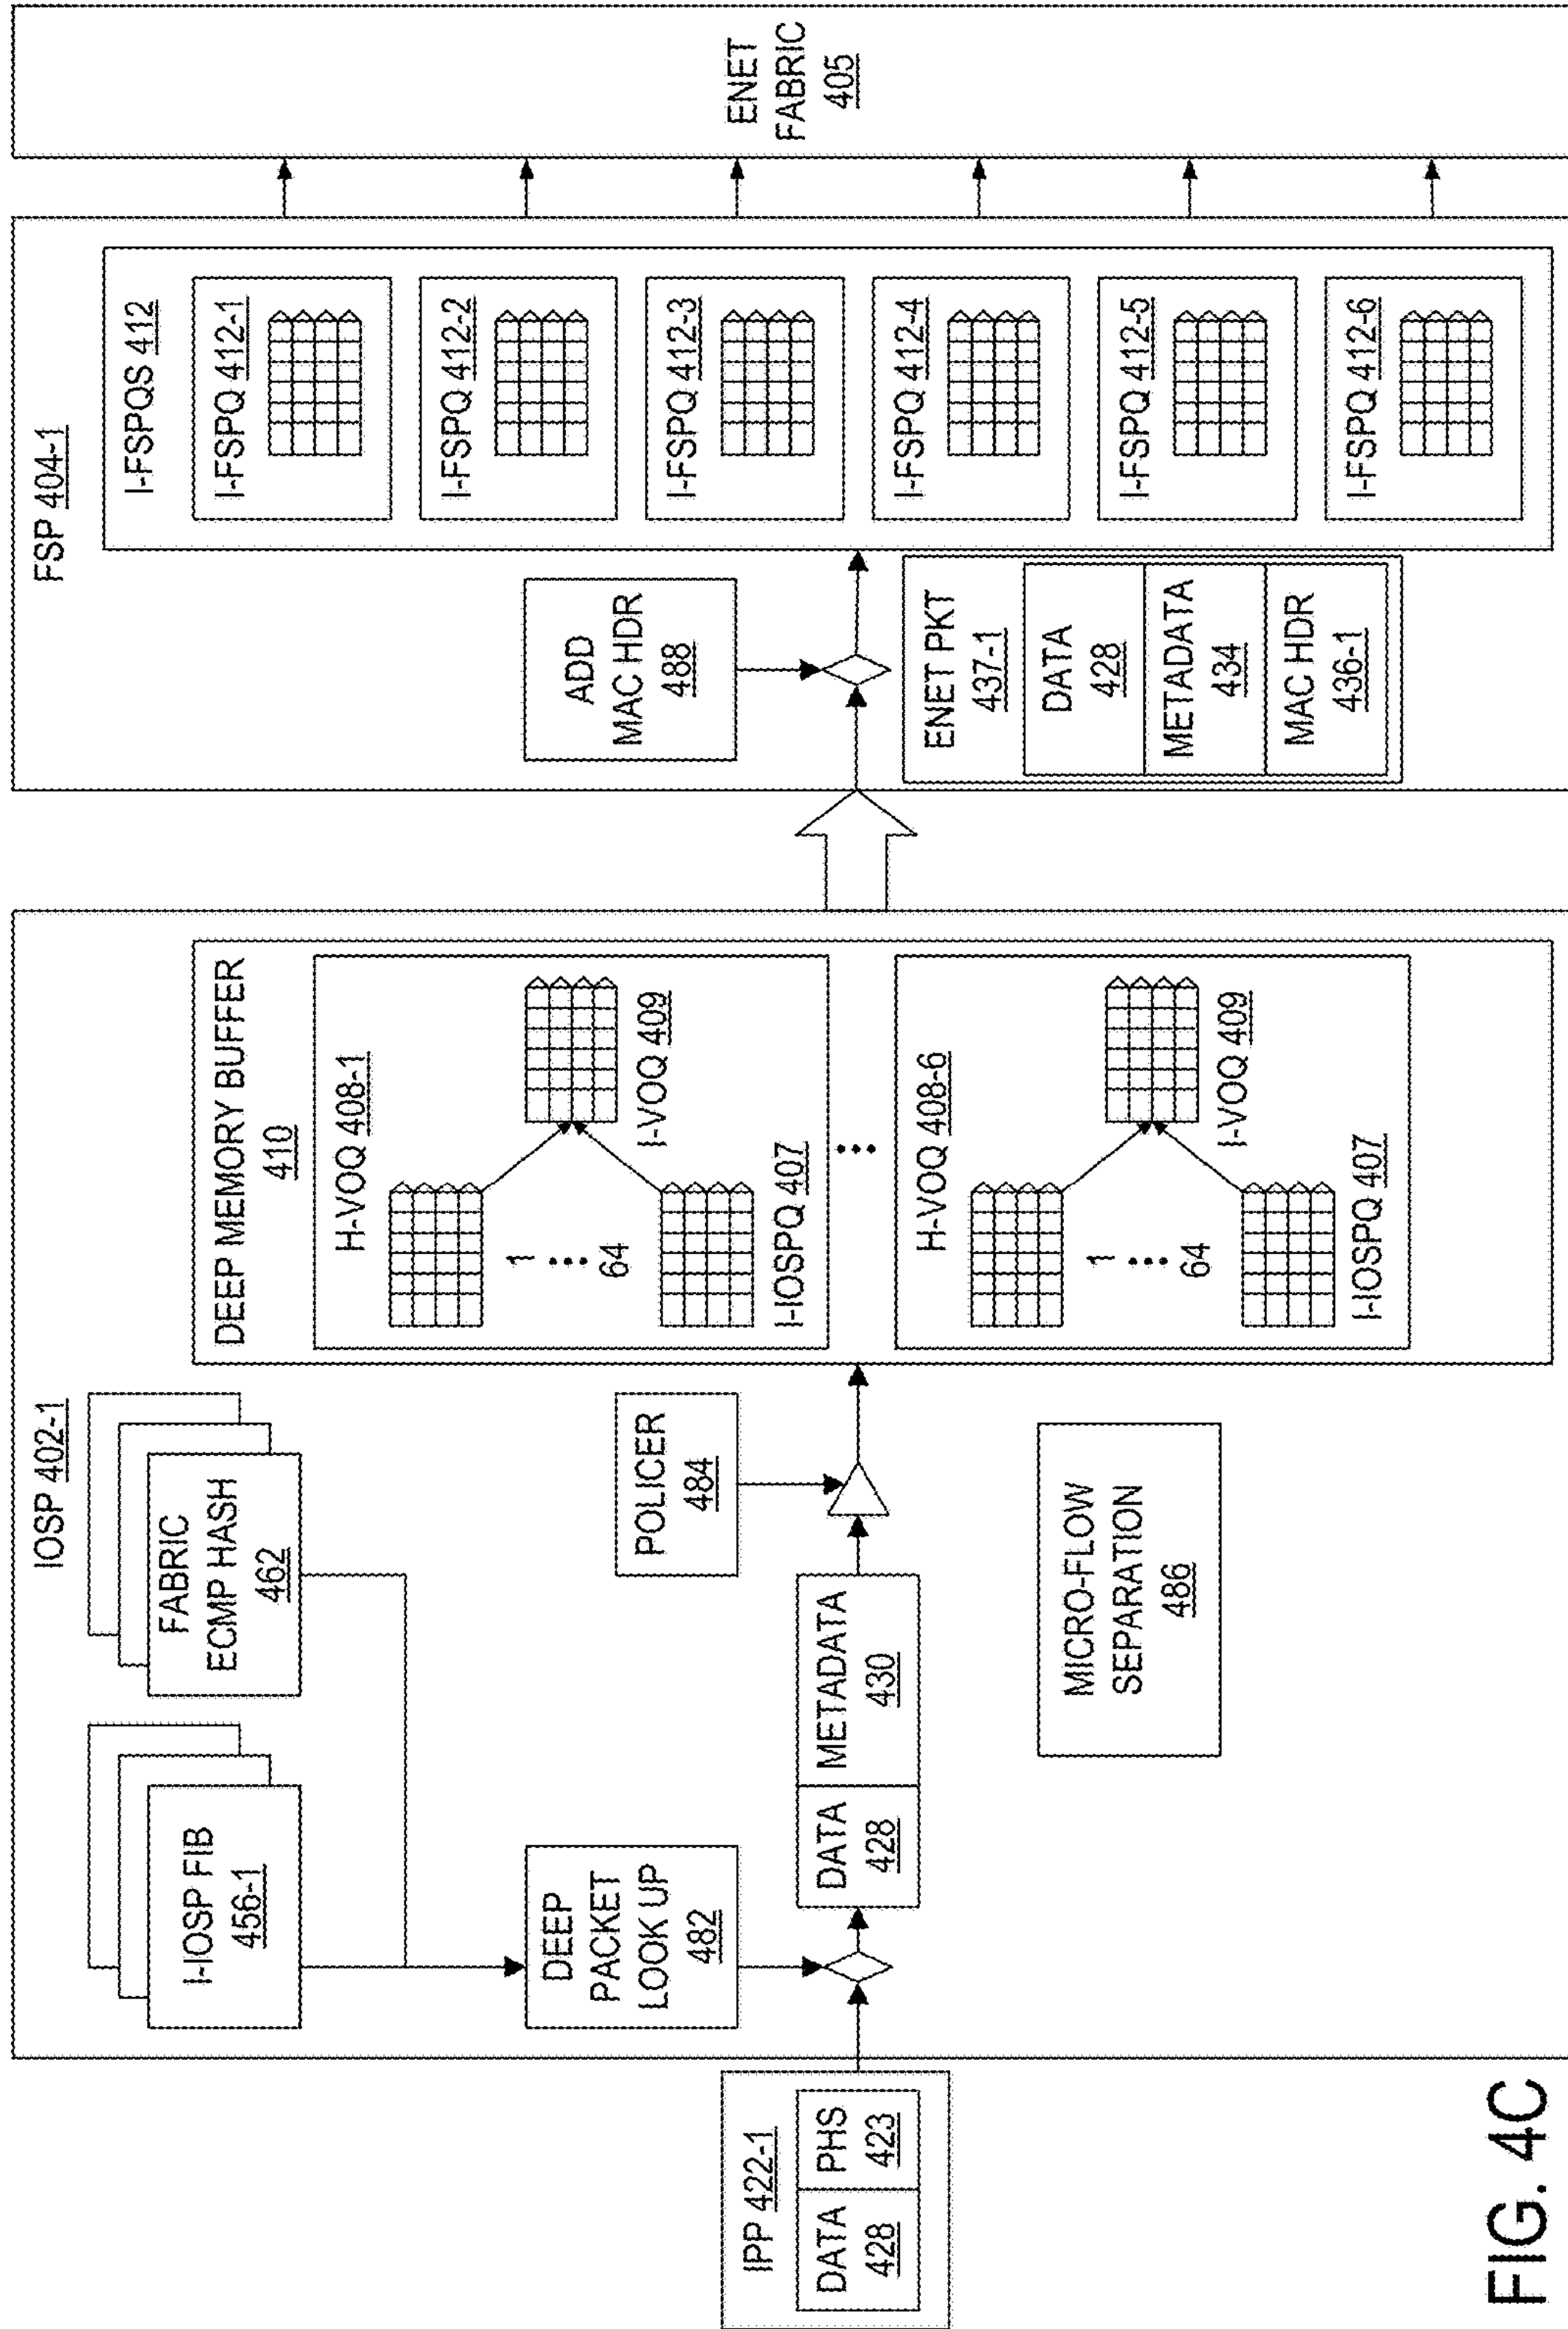 IPP 422-1
DATA
428
PHS
423
IOSP 402-1
I-IOSP FIB
456-1
FABRIC
ECMP HASH
462
DEEP
PACKET
LOOK UP
482
DATA
428
METADATA
430
POLICER
484
MICRO-FLOW
SEPARATION
486
DEEP MEMORY BUFFER
410
H-VOQ 408-1
1
64
I-VOQ 409
I-IOSPQ 407
H-VOQ 408-6
1
64
I-VOQ 409
I-IOSPQ 407
FSP 404-1
ADD
MAC HDR
488
ENET PKT
437-1
DATA
428
METADATA
434
MAC HDR
436-1
I-FSPQS 412
I-FSPQ 412-1
I-FSPQ 412-2
I-FSPQ 412-3
I-FSPQ 412-4
I-FSPQ 412-5
I-FSPQ 412-6
ENET
FABRIC
405
FIG. 4C